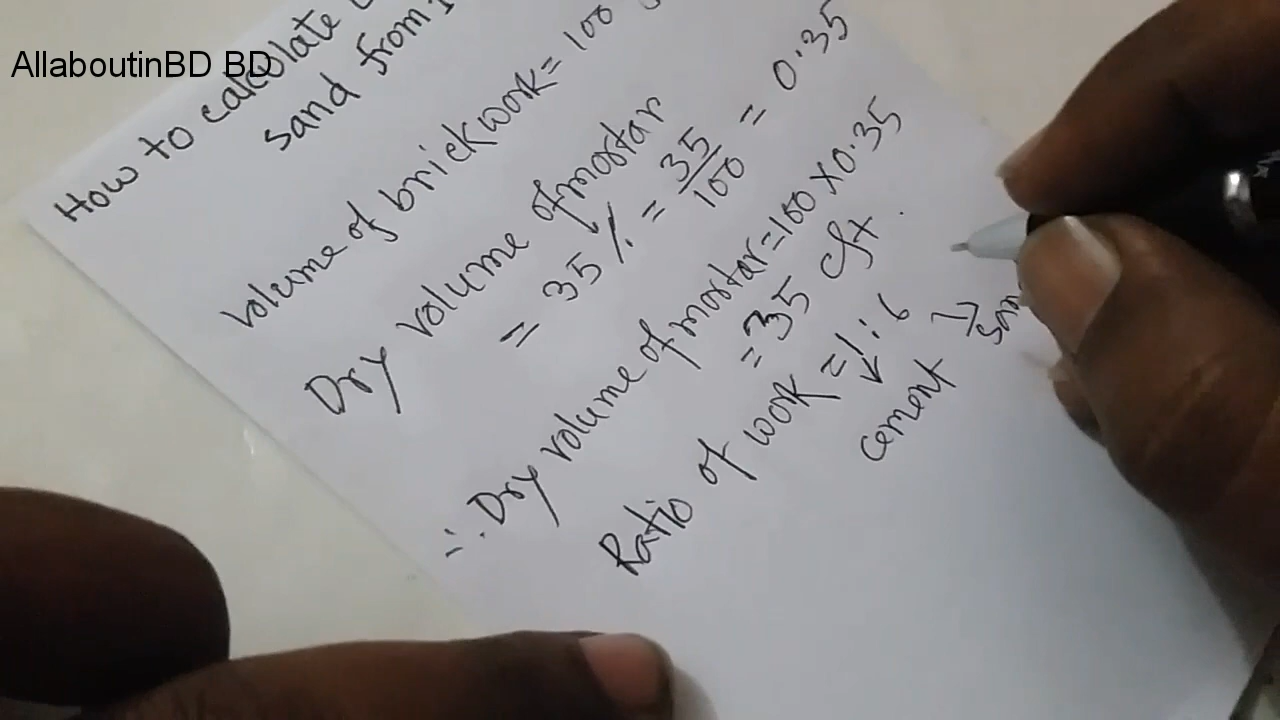 AllaboutinBD BD
How to calculate
sand from
Volume of brickwork = 100
Dry volume of mortar
= 35 % = 35/100 = 0.35
∴ Dry volume of mortar = 100 × 0.35
= 35 cft.
Ratio of work = 1 : 6
cement